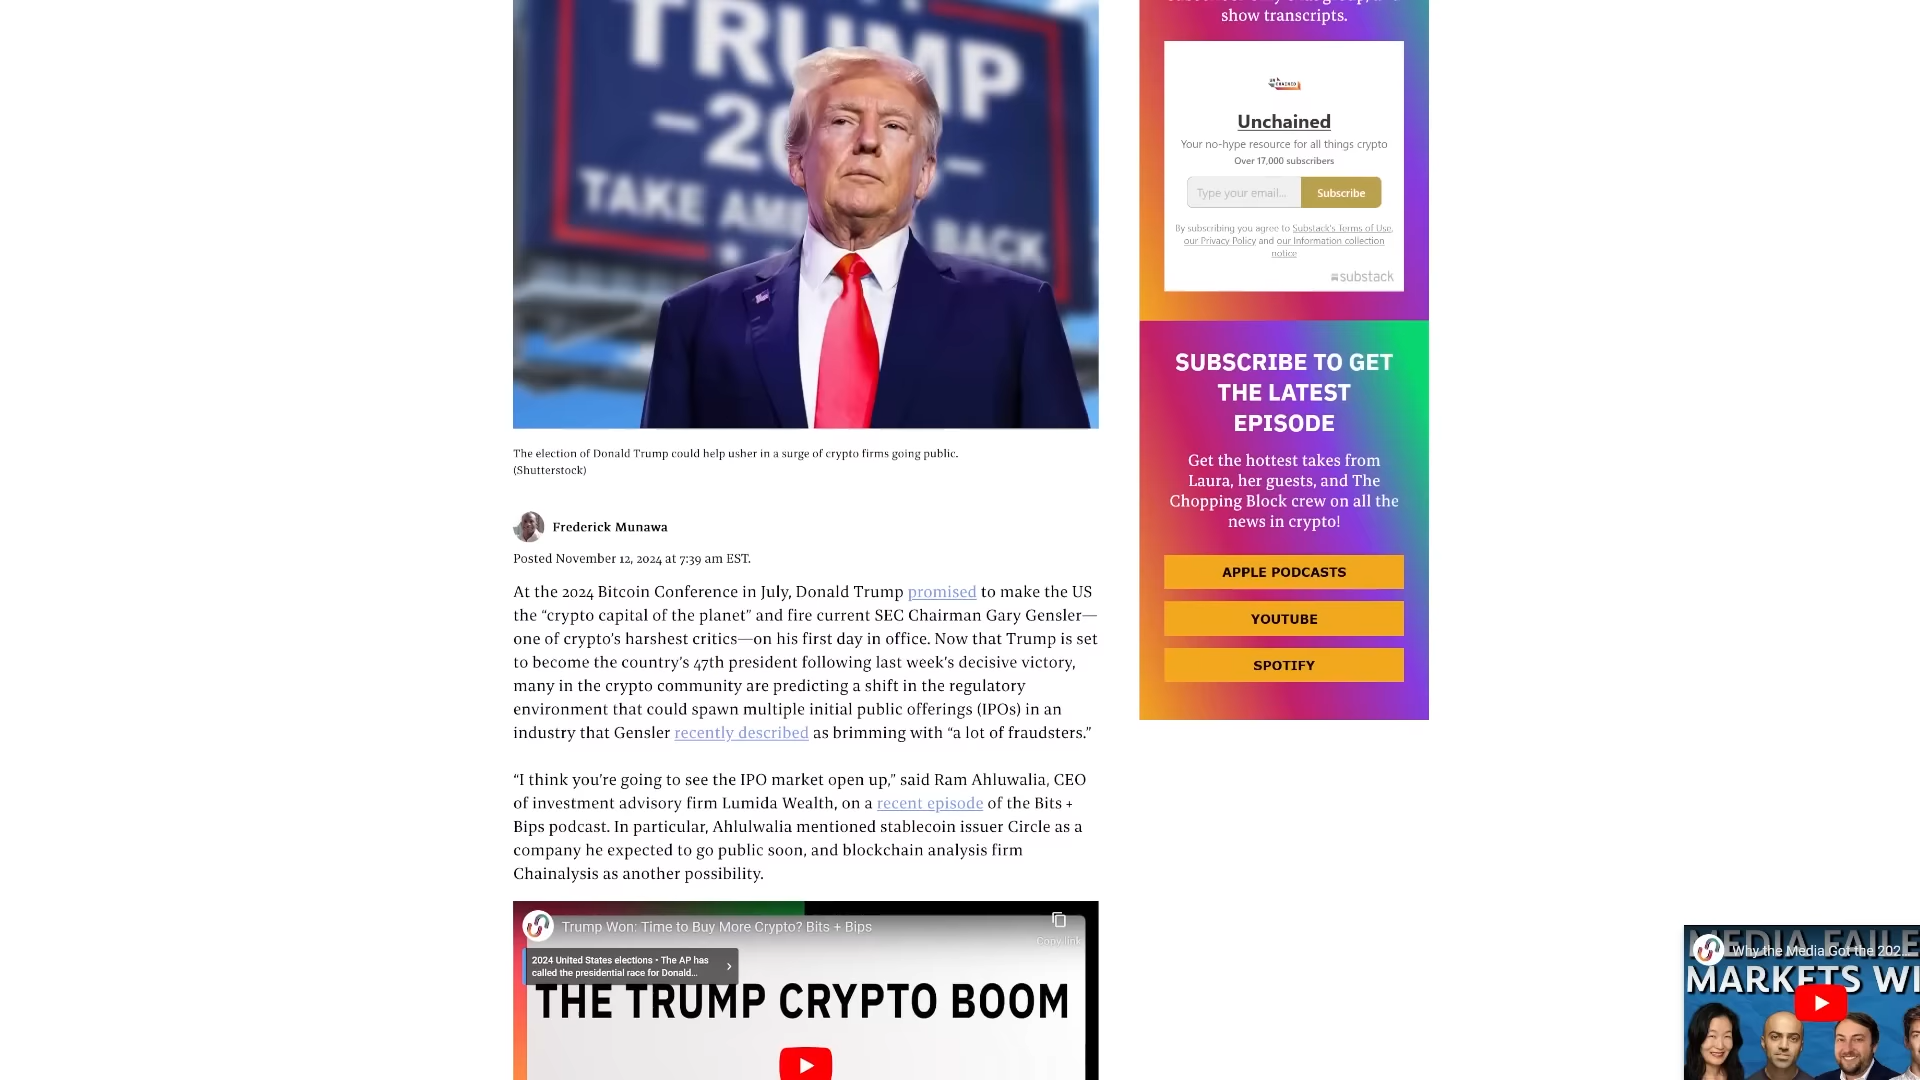 TRUMP
TAKE AME BACK
The election of Donald Trump could help usher in a surge of crypto firms going public.
(Shutterstock)
Frederick Munawa
Posted November 12, 2024 at 7:39 am EST.
At the 2024 Bitcoin Conference in July, Donald Trump promised to make the US
the “crypto capital of the planet” and fire current SEC Chairman Gary Gensler—
one of crypto’s harshest critics—on his first day in office. Now that Trump is set
to become the country’s 47th president following last week’s decisive victory,
many in the crypto community are predicting a shift in the regulatory
environment that could spawn multiple initial public offerings (IPOs) in an
industry that Gensler recently described as brimming with “a lot of fraudsters.”
“I think you’re going to see the IPO market open up,” said Ram Ahluwalia, CEO
of investment advisory firm Lumida Wealth, on a recent episode of the Bits +
Bips podcast. In particular, Ahlulwalia mentioned stablecoin issuer Circle as a
company he expected to go public soon, and blockchain analysis firm
Chainalysis as another possibility.
Trump Won: Time to Buy More Crypto? Bits + Bips
Copy link
2024 United States elections • The AP has
called the presidential race for Donald...
THE TRUMP CRYPTO BOOM
show transcripts.
UNCHAINED
Unchained
Your no-hype resource for all things crypto
Over 17,000 subscribers
Type your email...
Subscribe
By subscribing you agree to Substack's Terms of Use,
our Privacy Policy and our Information collection
notice
substack
SUBSCRIBE TO GET
THE LATEST
EPISODE
Get the hottest takes from
Laura, her guests, and The
Chopping Block crew on all the
news in crypto!
APPLE PODCASTS
YOUTUBE
SPOTIFY
MEDIA FAILE
Why the Media Got the 202...
MARKETS WI